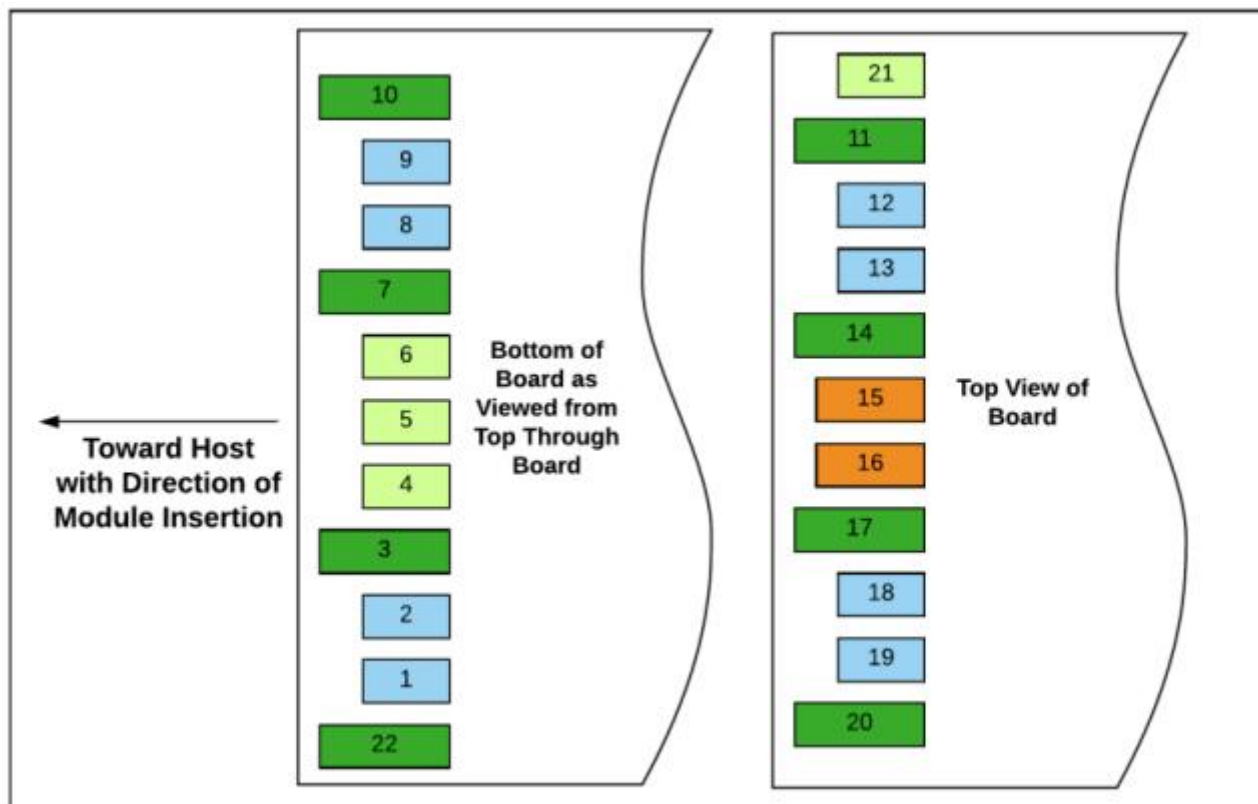 10
9
8
7
6
5
4
3
2
1
22
Bottom of
Board as
Viewed from
Top Through
Board
Toward Host
with Direction of
Module Insertion
21
11
12
13
14
15
16
17
18
19
20
Top View of
Board